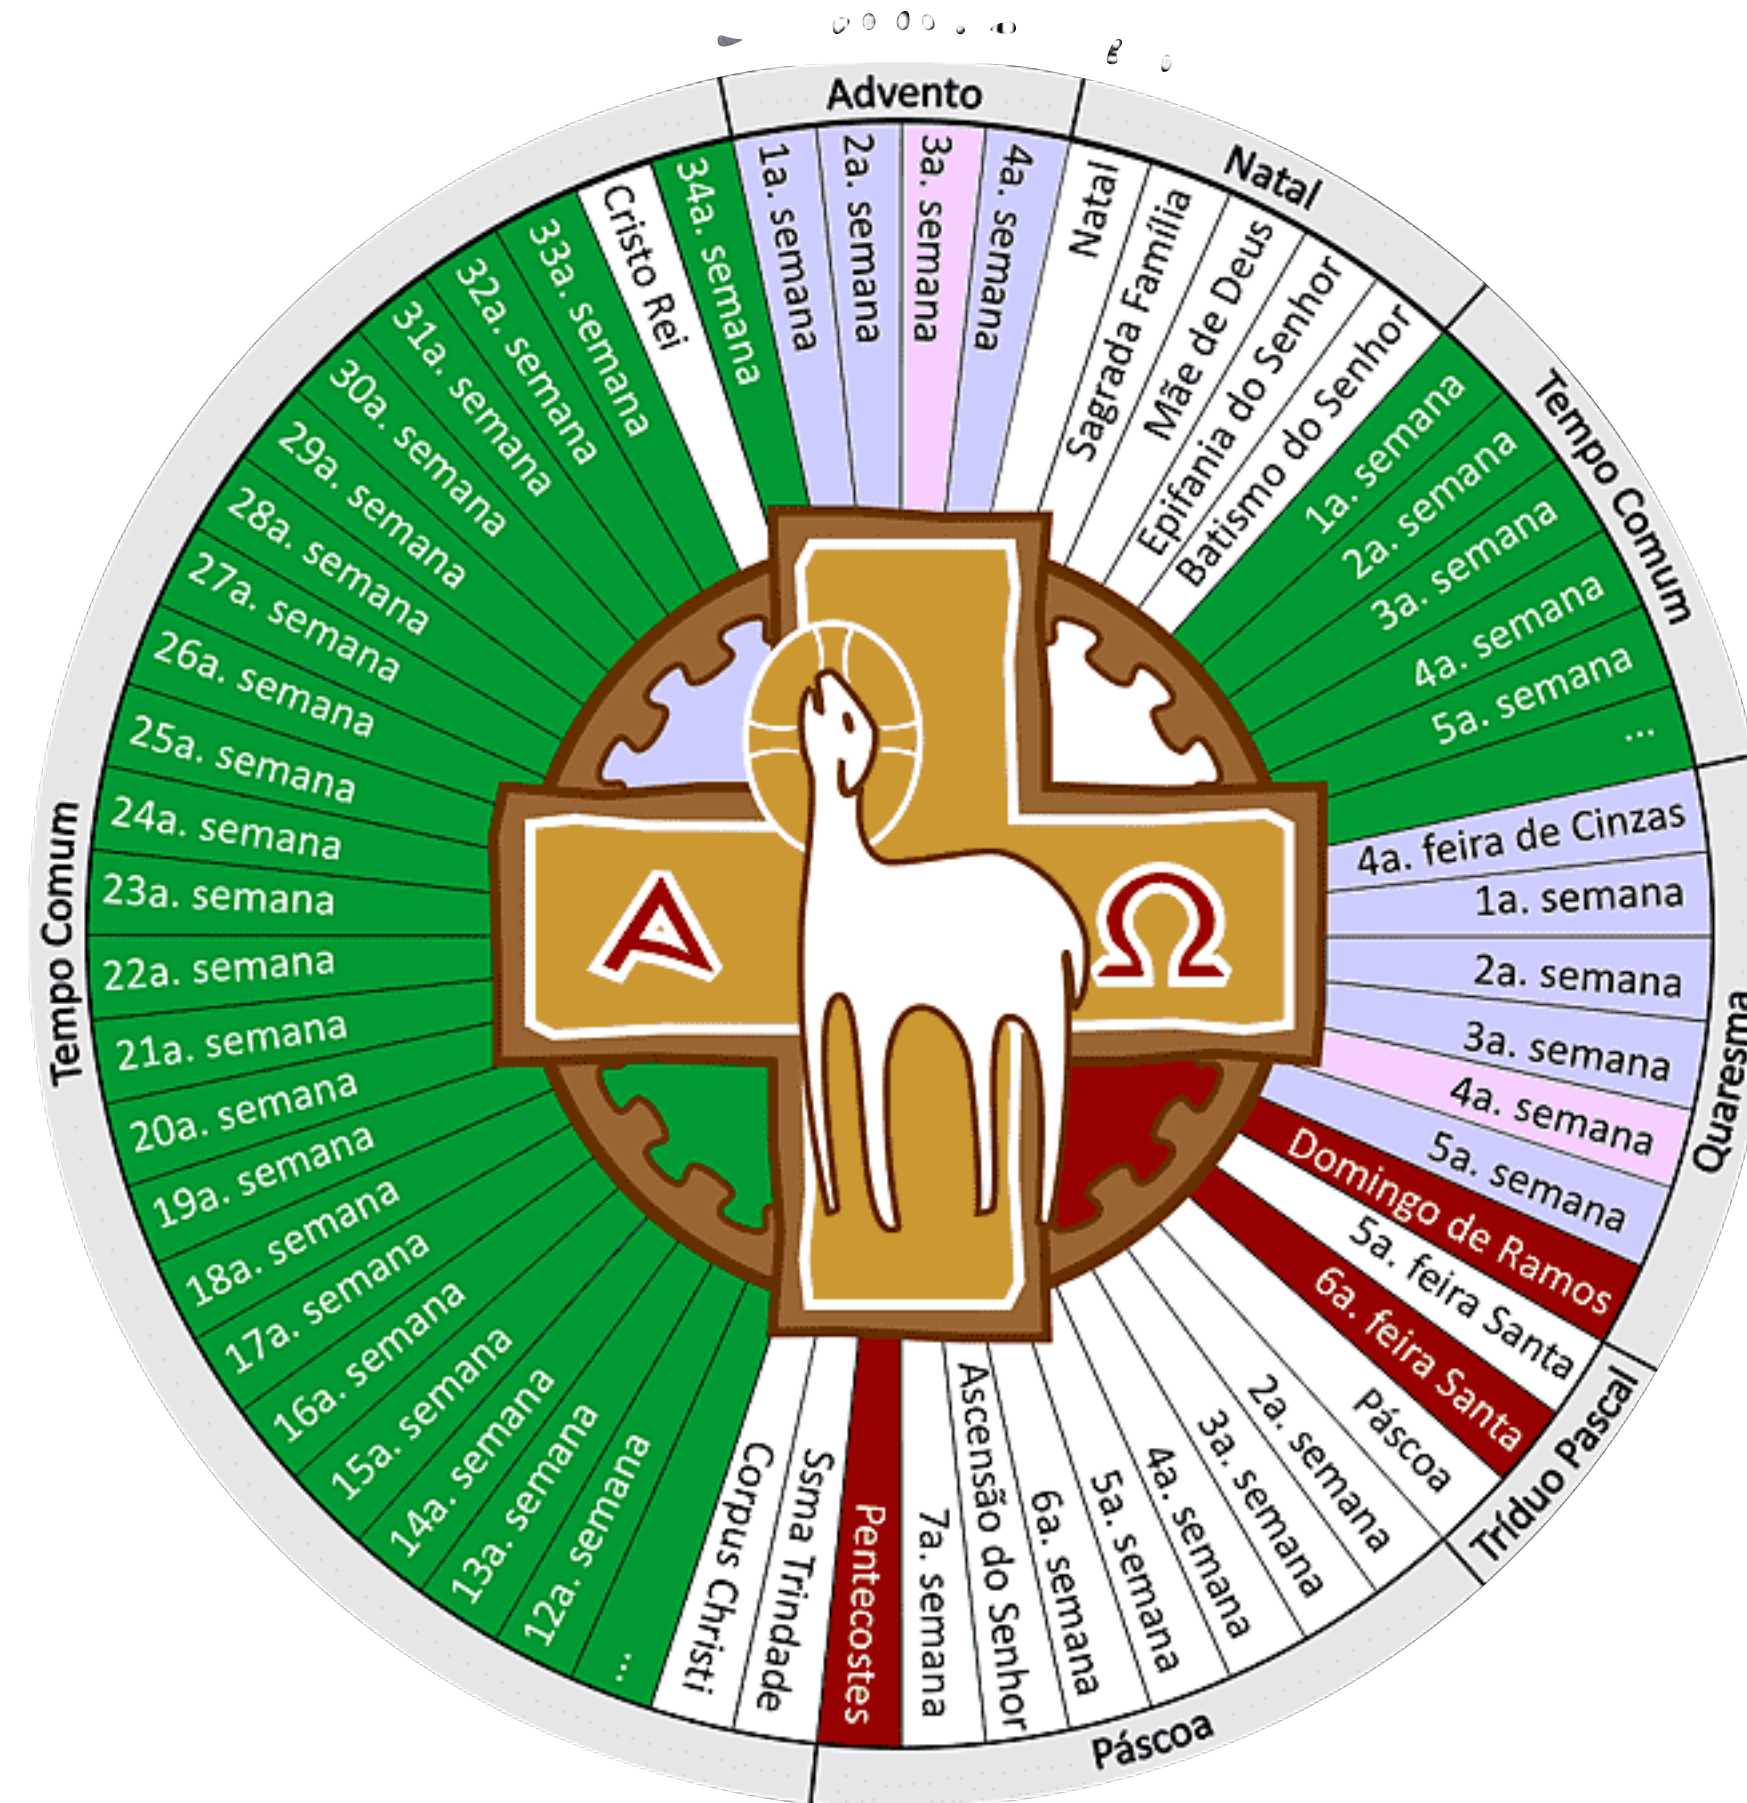 Advento
1a. semana
2a. semana
3a. semana
4a. semana
Natal
Natal
Sagrada Família
Mãe de Deus
Epifania do Senhor
Batismo do Senhor
Tempo Comum
1a. semana
2a. semana
3a. semana
4a. semana
5a. semana
...
Quaresma
4a. feira de Cinzas
1a. semana
2a. semana
3a. semana
4a. semana
5a. semana
Domingo de Ramos
Tríduo Pascal
5a. feira Santa
6a. feira Santa
Páscoa
Páscoa
2a. semana
3a. semana
4a. semana
5a. semana
6a. semana
Ascensão do Senhor
7a. semana
Pentecostes
Tempo Comum
Ssma Trindade
Corpus Christi
...
12a. semana
13a. semana
14a. semana
15a. semana
16a. semana
17a. semana
18a. semana
19a. semana
20a. semana
21a. semana
22a. semana
23a. semana
24a. semana
25a. semana
26a. semana
27a. semana
28a. semana
29a. semana
30a. semana
31a. semana
32a. semana
33a. semana
Cristo Rei
34a. semana
Α
Ω